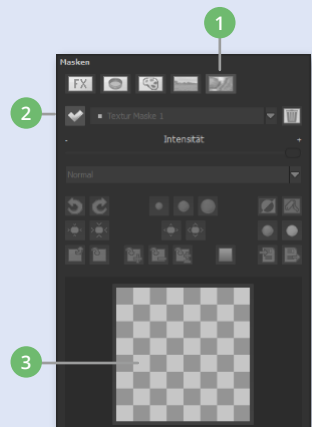 1
Masken
FX
2
Textur Maske 1
- Intensität +
Normal
3